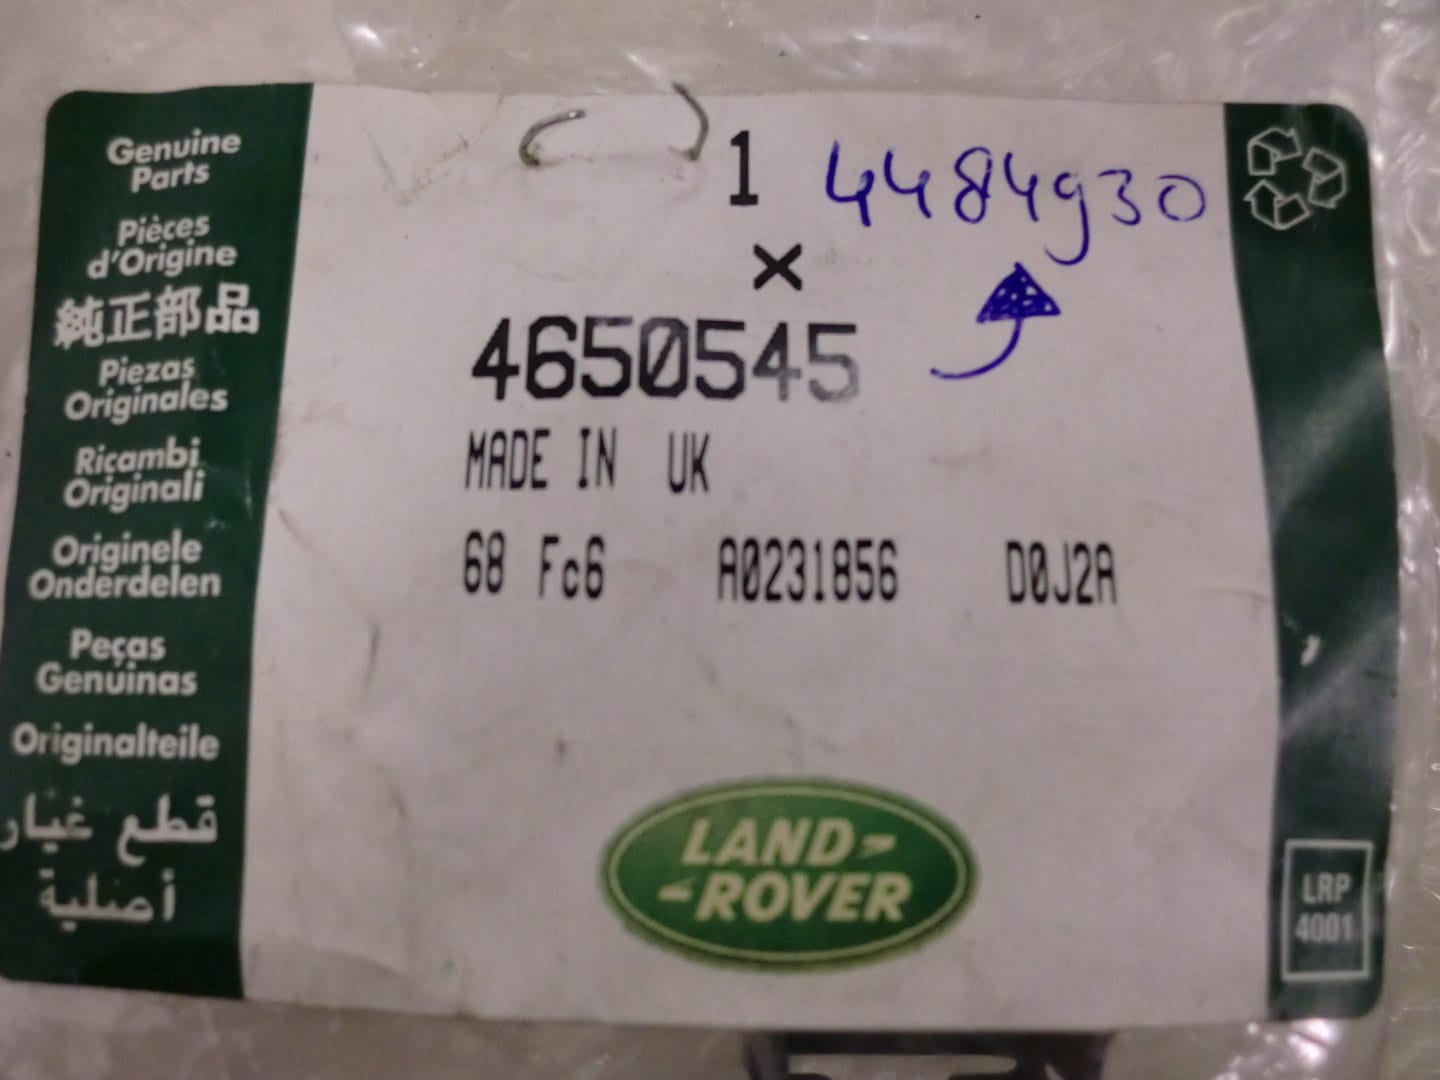 Genuine
Parts
Pièces
d'Origine
純正部品
Piezas
Originales
Ricambi
Originali
Originele
Onderdelen
Peças
Genuinas
Originalteile
قطع غيار
أصلية
1 4484930
×
4650545
MADE IN UK
68 Fc6 A0231856 D0J2A
LAND-
-ROVER
LRP
4001